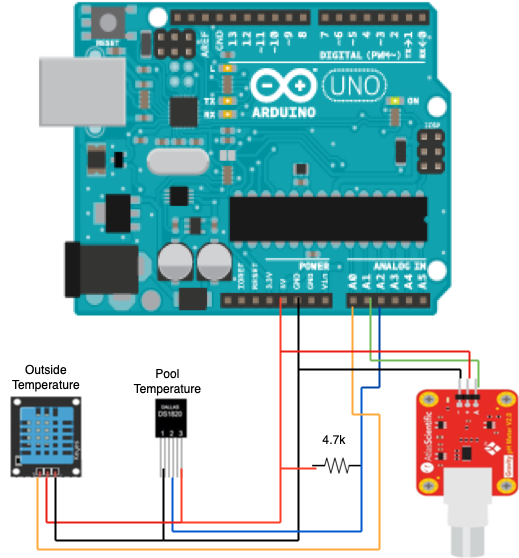 RESET
AREF
GND
13
12
~11
~10
~9
8
7
~6
~5
4
~3
2
TX→1
RX←0
DIGITAL (PWM~)
L
TX
RX
ARDUINO
UNO
ON
ICSP
POWER
ANALOG IN
IOREF
RESET
3.3V
5V
GND
GND
Vin
A0
A1
A2
A3
A4
A5
Outside
Temperature
Pool
Temperature
DALLAS
DS1820
1 2 3
4.7k
AtlasScientific
Gravity
pH Meter V2.0
A